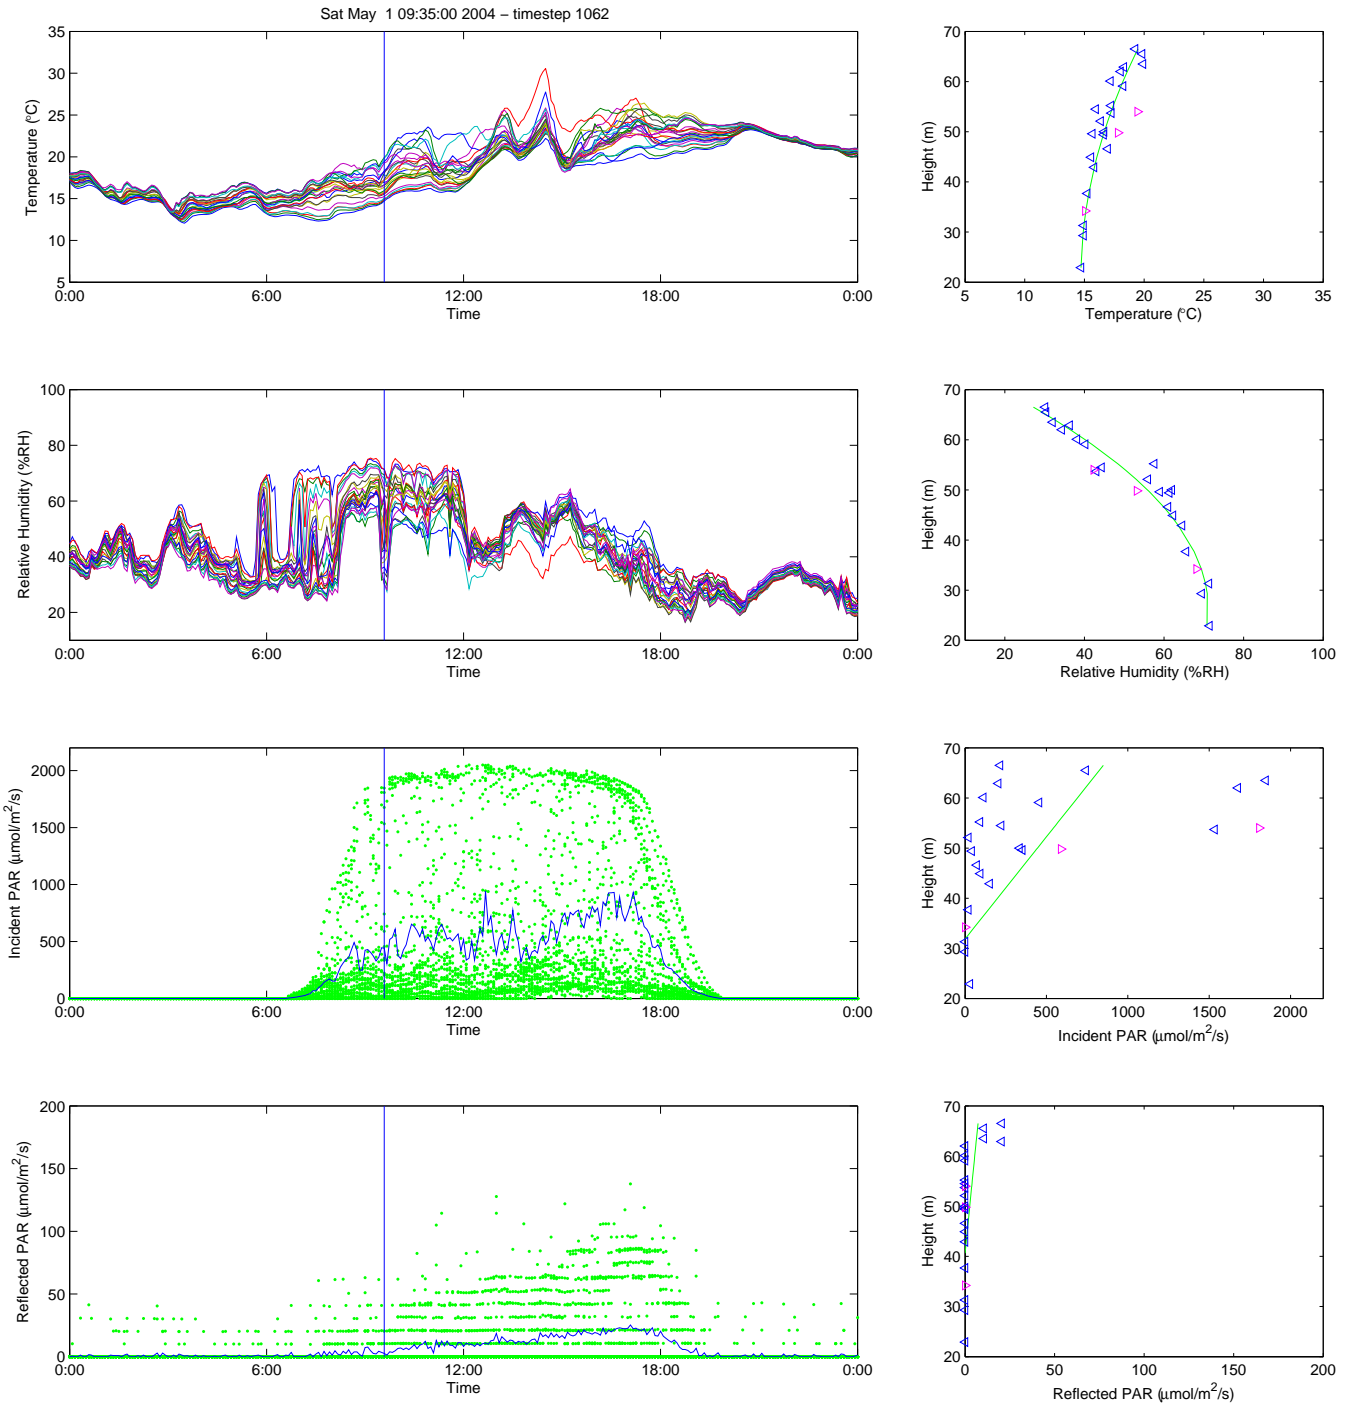 Sat May  1 09:35:00 2004 − timestep 1062
35
30
25
20
15
10
5
Temperature (°C)
0:00 6:00 12:00 18:00 0:00
Time
70
60
50
40
30
20
Height (m)
5 10 15 20 25 30 35
Temperature (°C)
100
80
60
40
20
Relative Humidity (%RH)
0:00 6:00 12:00 18:00 0:00
Time
70
60
50
40
30
20
Height (m)
20 40 60 80 100
Relative Humidity (%RH)
2000
1500
1000
500
0
Incident PAR (μmol/m²/s)
0:00 6:00 12:00 18:00 0:00
Time
70
60
50
40
30
20
Height (m)
0 500 1000 1500 2000
Incident PAR (μmol/m²/s)
200
150
100
50
0
Reflected PAR (μmol/m²/s)
0:00 6:00 12:00 18:00 0:00
Time
70
60
50
40
30
20
Height (m)
0 50 100 150 200
Reflected PAR (μmol/m²/s)